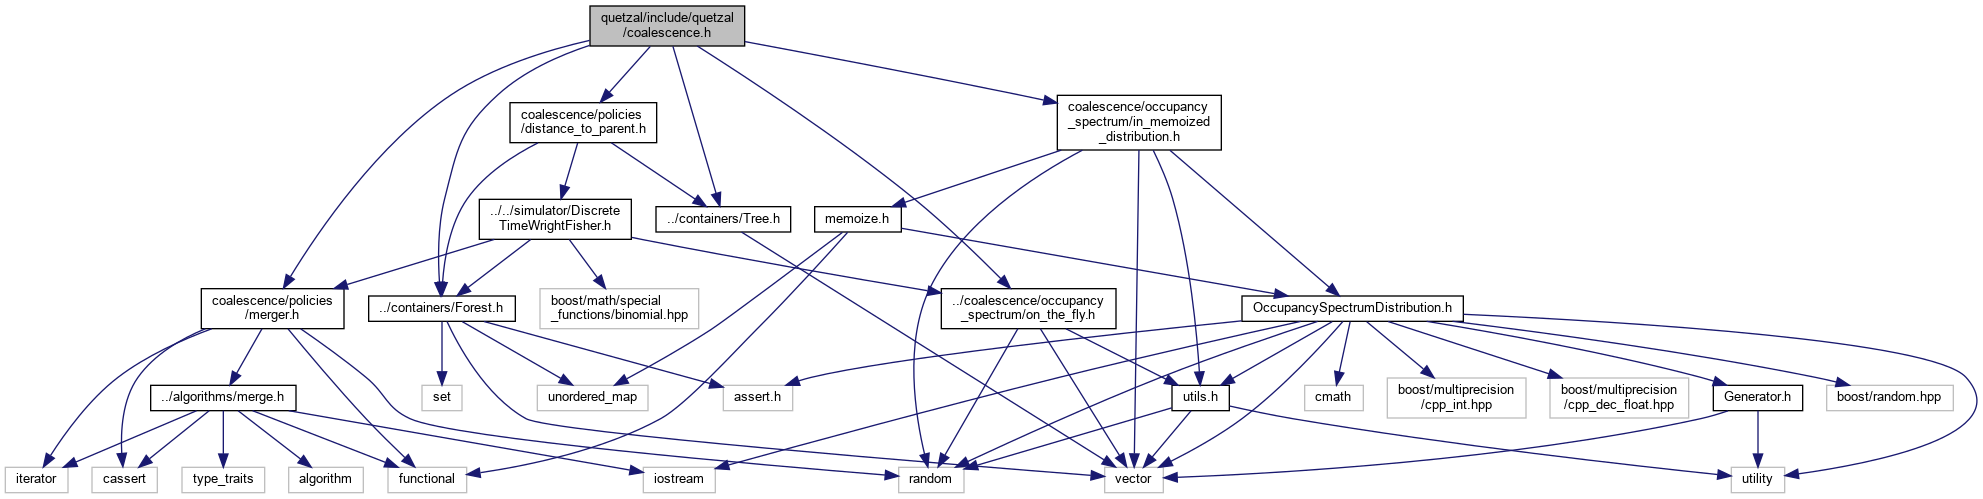 quetzal/include/quetzal
/coalescence.h
coalescence/policies
/distance_to_parent.h
coalescence/occupancy
_spectrum/in_memoized
_distribution.h
../../simulator/Discrete
TimeWrightFisher.h
../containers/Tree.h
memoize.h
coalescence/policies
/merger.h
../containers/Forest.h
boost/math/special
_functions/binomial.hpp
../coalescence/occupancy
_spectrum/on_the_fly.h
OccupancySpectrumDistribution.h
../algorithms/merge.h
set
unordered_map
assert.h
utils.h
cmath
boost/multiprecision
/cpp_int.hpp
boost/multiprecision
/cpp_dec_float.hpp
Generator.h
boost/random.hpp
iterator
cassert
type_traits
algorithm
functional
iostream
random
vector
utility